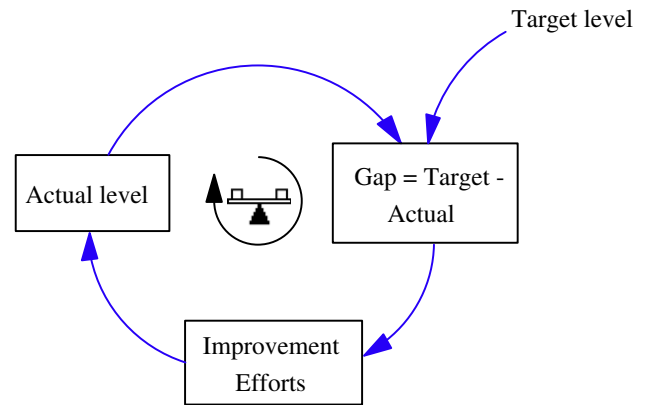 Target level
Actual level
Gap = Target -
Actual
Improvement
Efforts